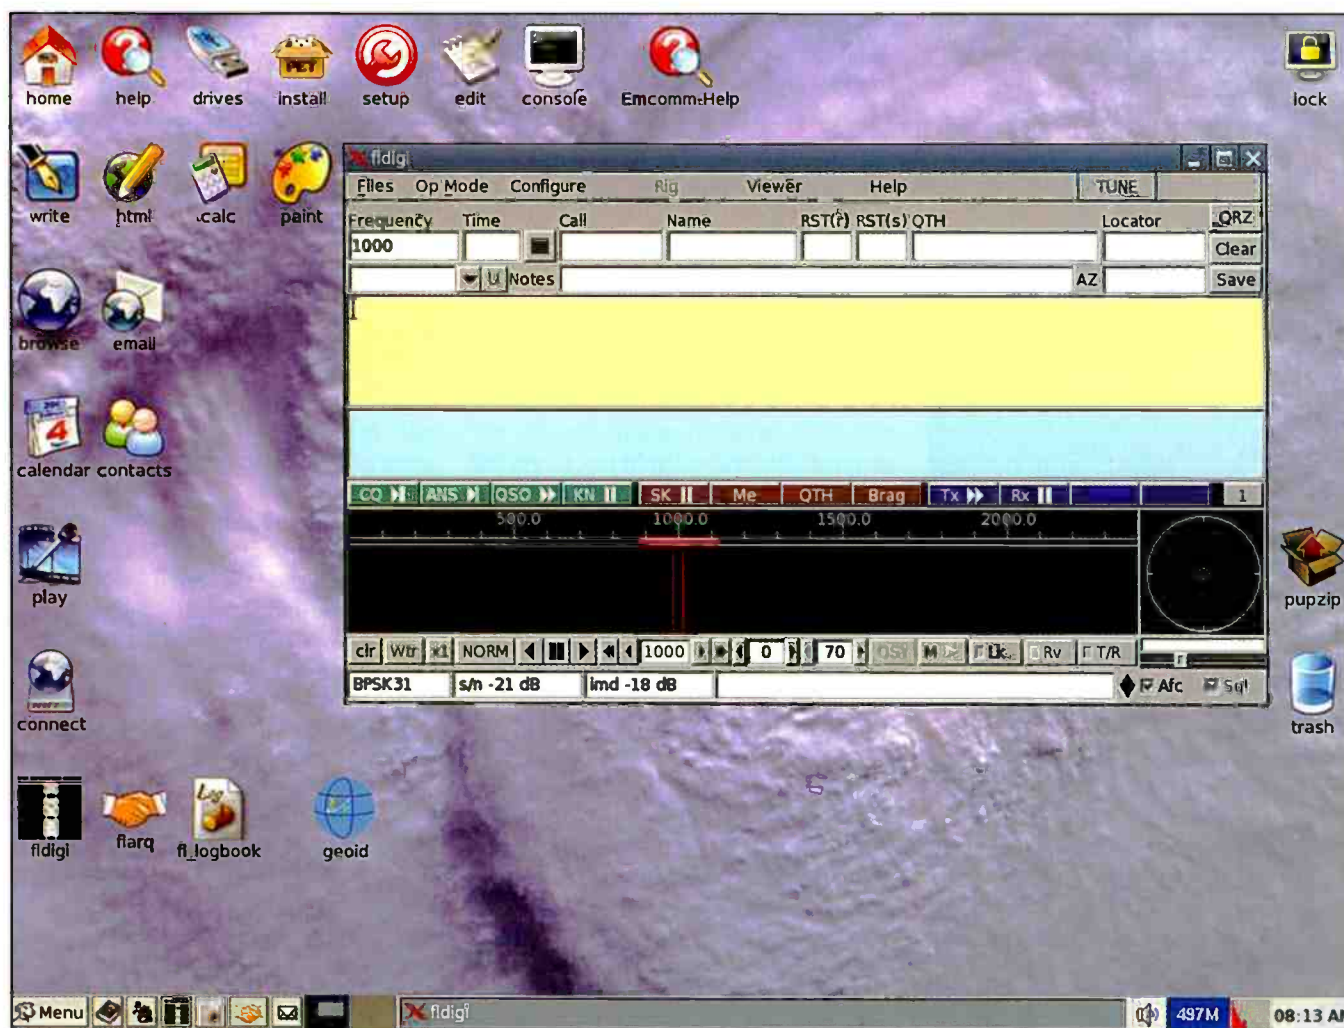 home help drives install setup edit console Emcomm-Help lock
PET
write html calc paint
fldigi
Files Op Mode Configure Rig Viewer Help TUNE
Frequency Time Call Name RST(r) RST(s) QTH Locator QRZ
1000 Clear
U Notes AZ Save
browse email
4
calendar contacts
CQ ANS QSO KN SK Me QTH Brag Tx Rx 1
500.0 1000.0 1500.0 2000.0
play
pupzip
clr Wtr x1 NORM 1000 0 70 QSY M Lk Rv T/R
BPSK31 s/n -21 dB imd -18 dB Afc Sql
connect
trash
Log
fldigi flarq fl_logbook geoid
Menu fldigi 497M 08:13